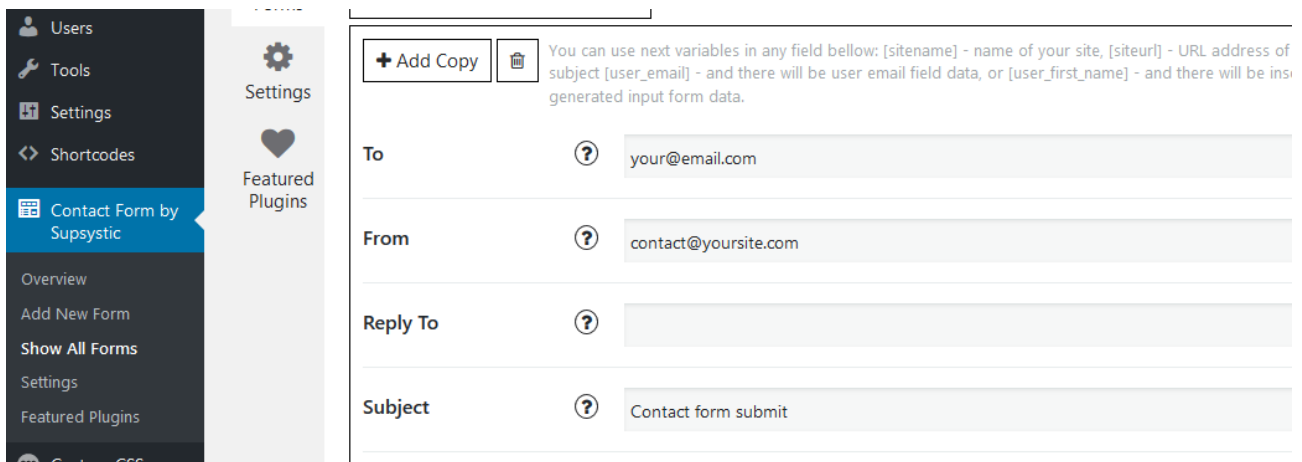 Users
Tools
Settings
Shortcodes
Contact Form by
Supsystic
Overview
Add New Form
Show All Forms
Settings
Featured Plugins
Settings
Featured
Plugins
+ Add Copy
You can use next variables in any field bellow: [sitename] - name of your site, [siteurl] - URL address of
subject [user_email] - and there will be user email field data, or [user_first_name] - and there will be
generated input form data.
To
?
your@email.com
From
?
contact@yoursite.com
Reply To
?
Subject
?
Contact form submit